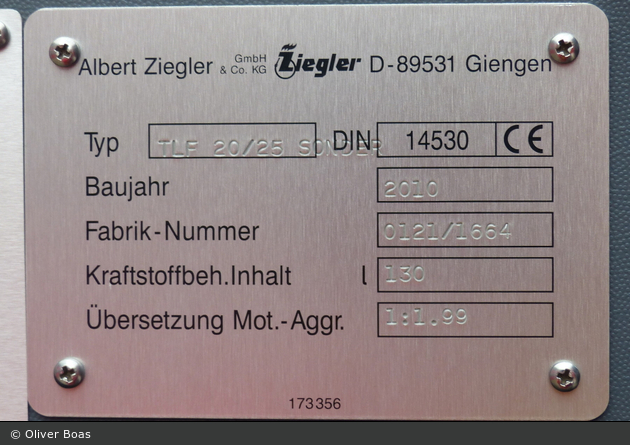 Albert Ziegler GmbH & Co. KG Ziegler D-89531 Giengen
Typ TLF 20/25 SONDER DIN 14530 CE
Baujahr 2010
Fabrik-Nummer 0121/1664
Kraftstoffbeh.Inhalt l 130
Übersetzung Mot.-Aggr. 1:1.99
173356
© Oliver Boas